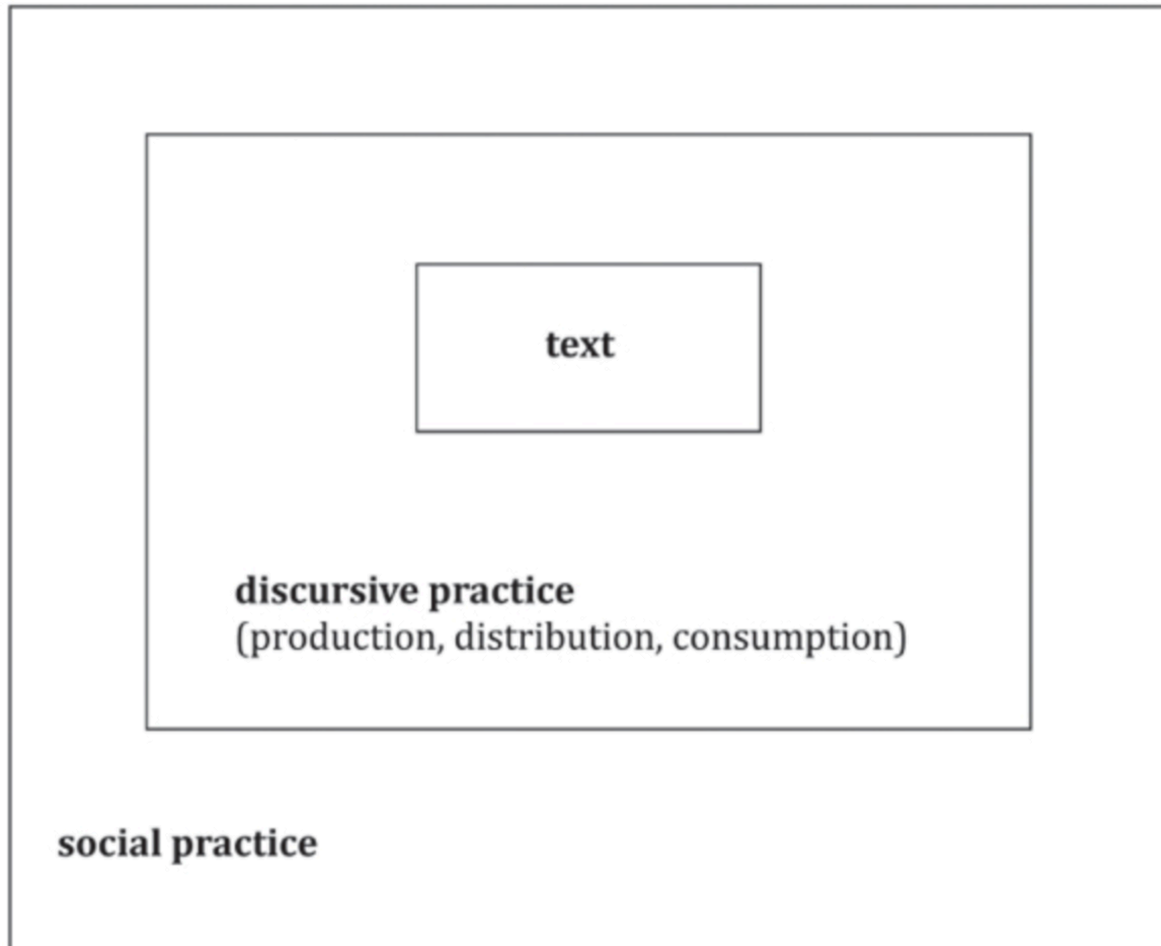 text
discursive practice
(production, distribution, consumption)
social practice